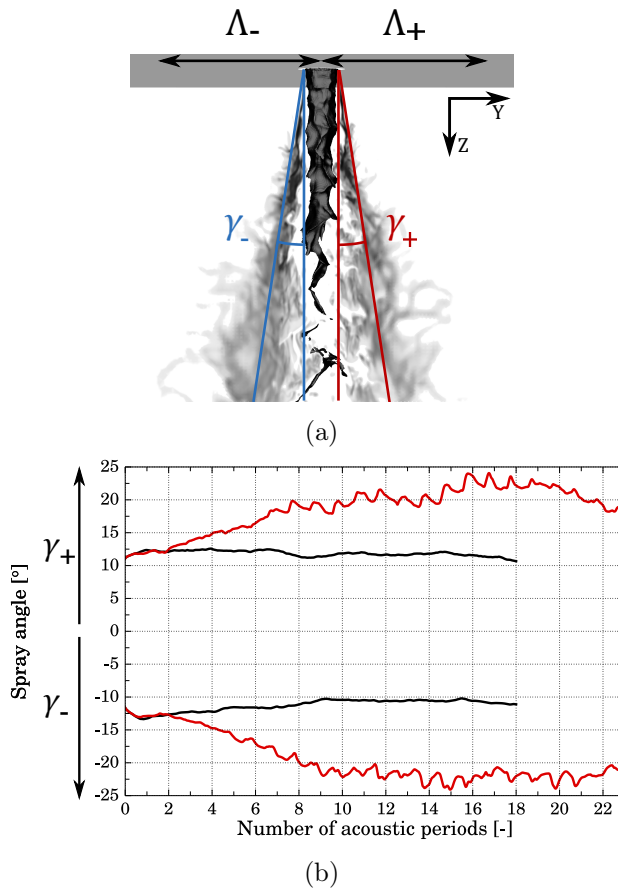 Λ- Λ+
Y
Z
γ- γ+
(a)
25
20
15
10
5
0
-5
-10
-15
-20
-25
γ+
γ-
Spray angle [°]
0 2 4 6 8 10 12 14 16 18 20 22
Number of acoustic periods [-]
(b)